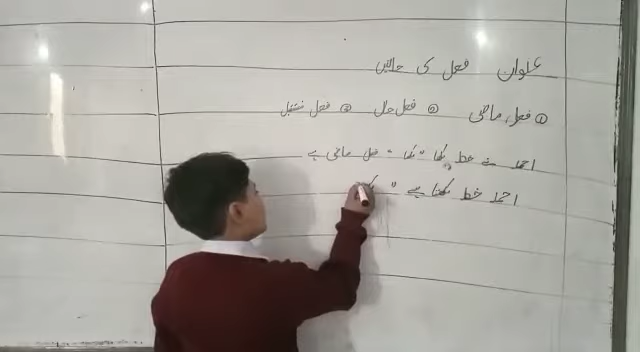 عنوان فعل کی حالتیں
① فعل ماضی ② فعل حال ③ فعل مستقبل
احمد نے خط لکھا "لکھا" فعل ماضی ہے
احمد خط لکھتا ہے "